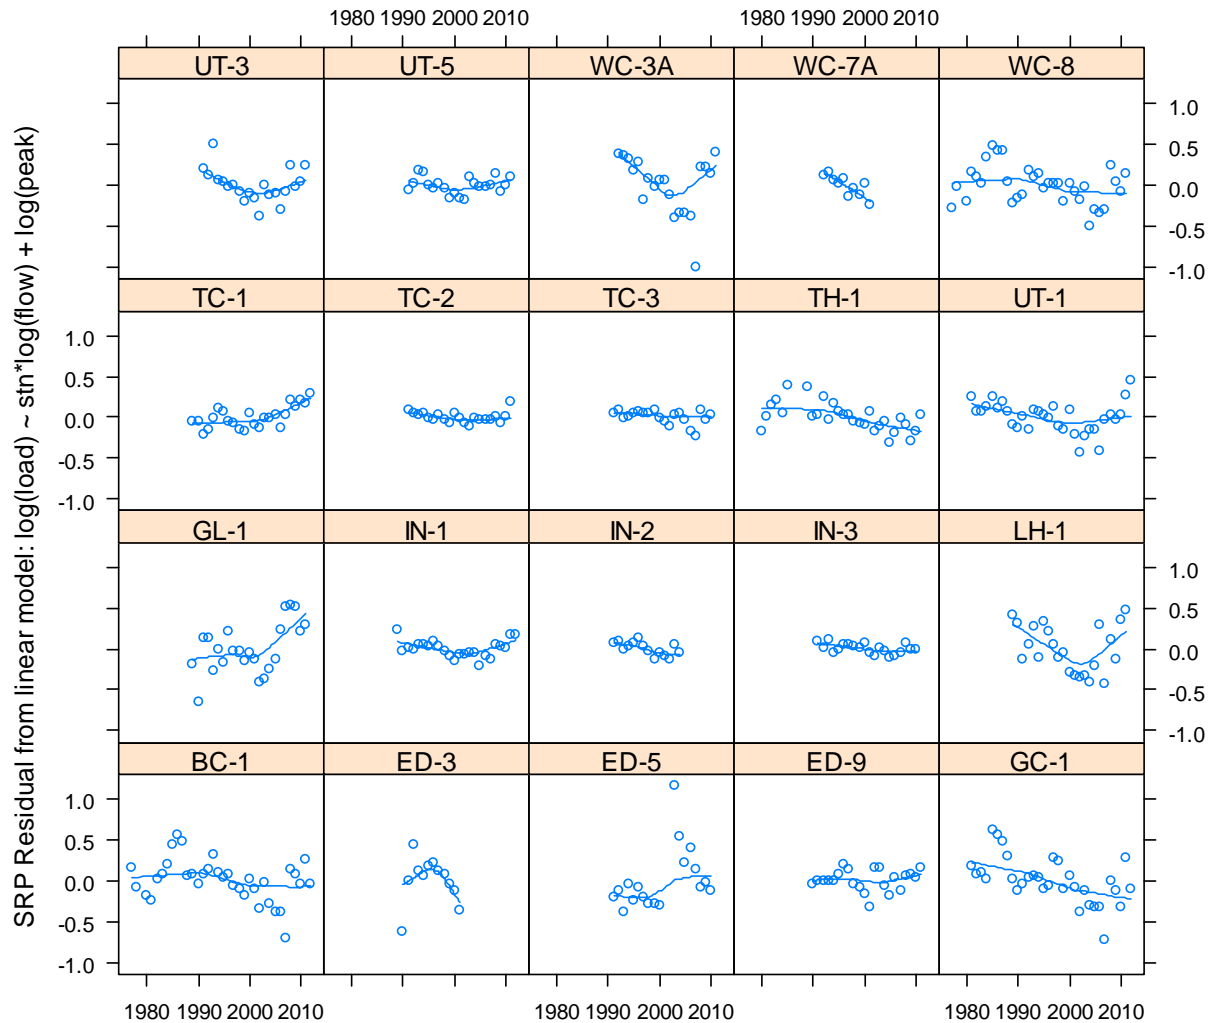 1980 1990 2000 2010 1980 1990 2000 2010
UT-3 UT-5 WC-3A WC-7A WC-8
1.0
0.5
0.0
-0.5
-1.0
TC-1 TC-2 TC-3 TH-1 UT-1
1.0
0.5
0.0
-0.5
-1.0
GL-1 IN-1 IN-2 IN-3 LH-1
1.0
0.5
0.0
-0.5
-1.0
BC-1 ED-3 ED-5 ED-9 GC-1
1.0
0.5
0.0
-0.5
-1.0
1980 1990 2000 2010 1980 1990 2000 2010 1980 1990 2000 2010
SRP Residual from linear model: log(load) ~ stn*log(flow) + log(peak)